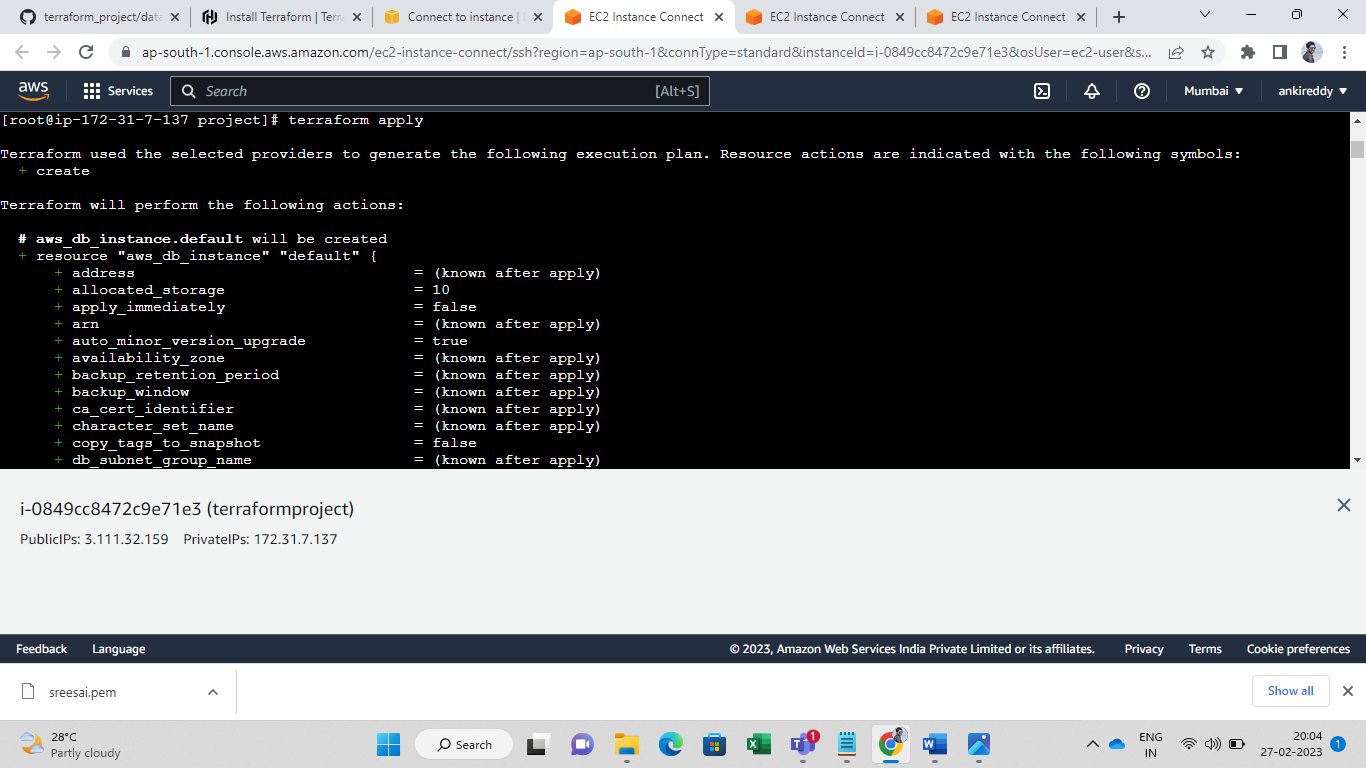 terraform_project/data
Install Terraform | Terra
Connect to instance |
EC2 Instance Connect
EC2 Instance Connect
EC2 Instance Connect
ap-south-1.console.aws.amazon.com/ec2-instance-connect/ssh?region=ap-south-1&connType=standard&instanceId=i-0849cc8472c9e71e3&osUser=ec2-user&s...
aws
Services
Search
[Alt+S]
Mumbai
ankireddy
[root@ip-172-31-7-137 project]# terraform apply
Terraform used the selected providers to generate the following execution plan. Resource actions are indicated with the following symbols:
+ create
Terraform will perform the following actions:
# aws_db_instance.default will be created
+ resource "aws_db_instance" "default" {
+ address = (known after apply)
+ allocated_storage = 10
+ apply_immediately = false
+ arn = (known after apply)
+ auto_minor_version_upgrade = true
+ availability_zone = (known after apply)
+ backup_retention_period = (known after apply)
+ backup_window = (known after apply)
+ ca_cert_identifier = (known after apply)
+ character_set_name = (known after apply)
+ copy_tags_to_snapshot = false
+ db_subnet_group_name = (known after apply)
i-0849cc8472c9e71e3 (terraformproject)
PublicIPs: 3.111.32.159 PrivateIPs: 172.31.7.137
Feedback Language © 2023, Amazon Web Services India Private Limited or its affiliates. Privacy Terms Cookie preferences
sreesai.pem
Show all
28°C
Partly cloudy
Search
1
ENG
IN
20:04
27-02-2023
1